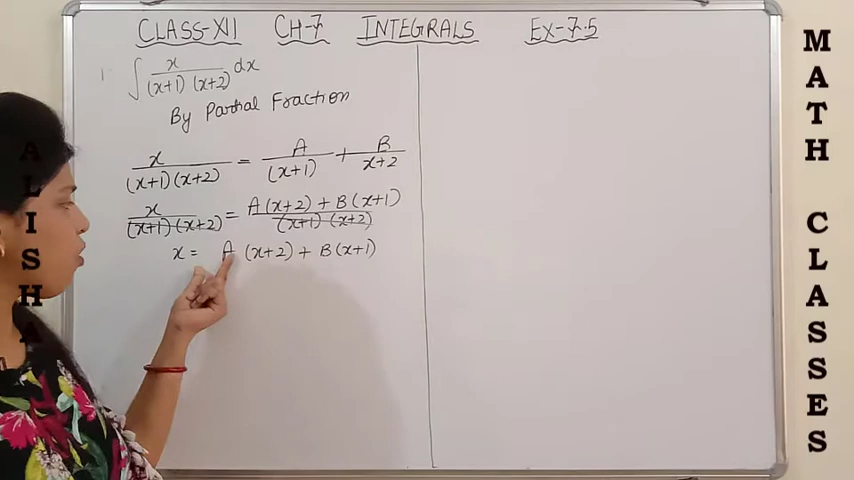 CLASS-XII CH-7 INTEGRALS EX-7.5
1. ∫ x / (x+1) (x+2) dx
By Partial Fraction
x / (x+1)(x+2) = A / (x+1) + B / x+2
x / (x+1)(x+2) = A(x+2) + B(x+1) / (x+1)(x+2)
x = A (x+2) + B(x+1)
ALISHA
MATH CLASSES